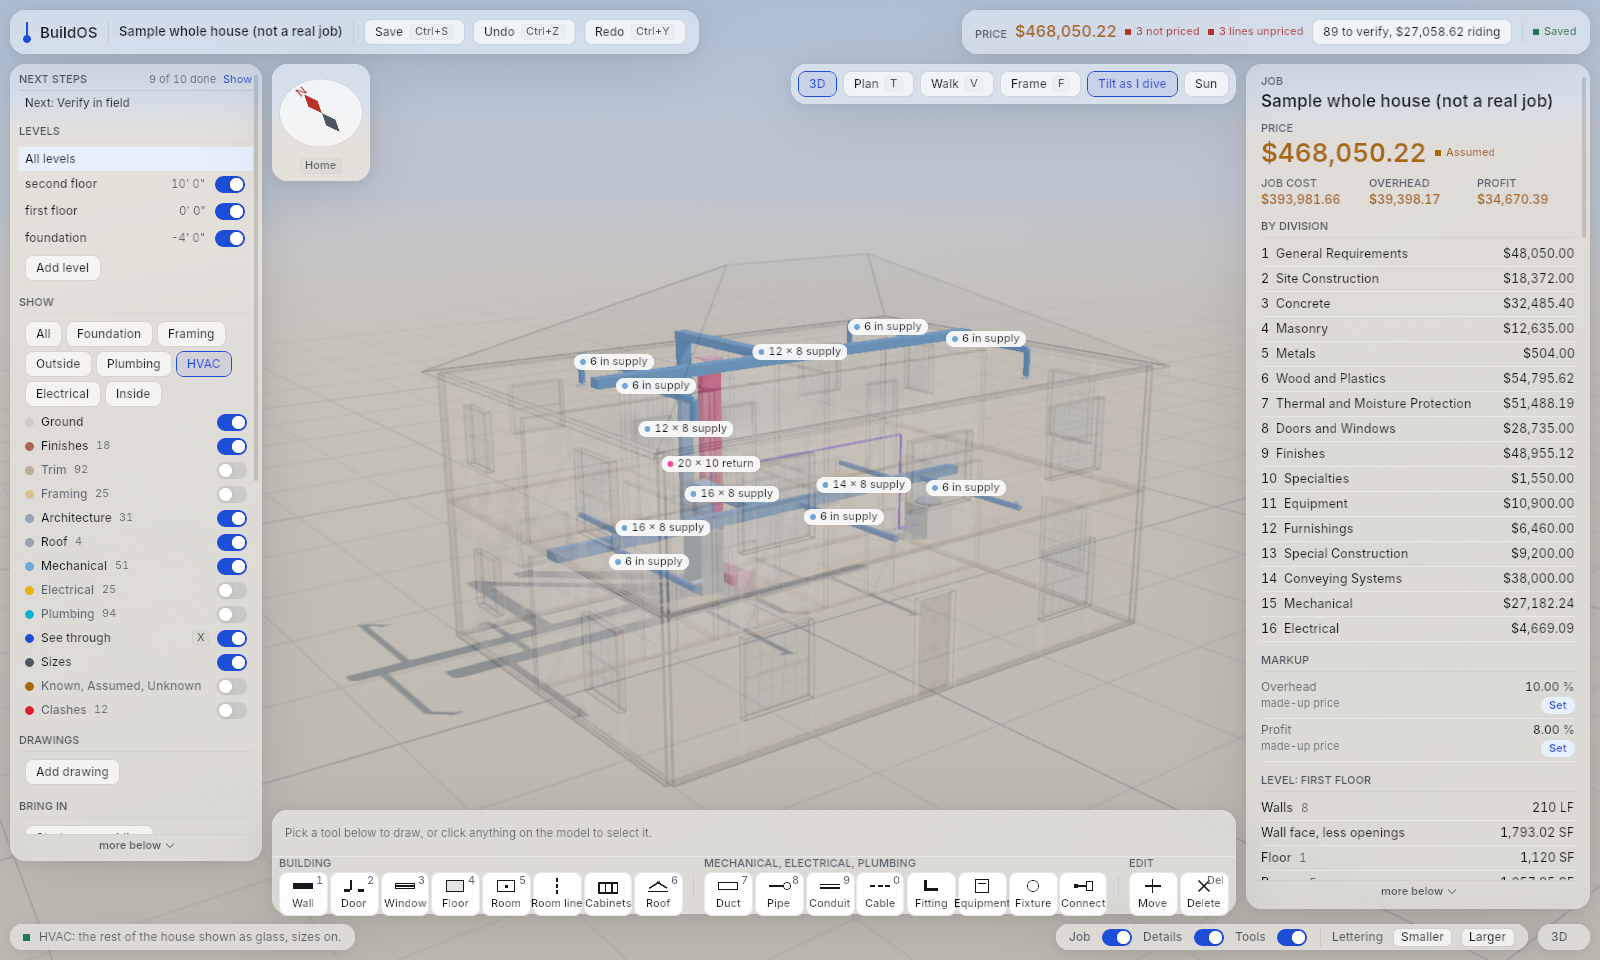 BuildOS
Sample whole house (not a real job)
Save Ctrl+S
Undo Ctrl+Z
Redo Ctrl+Y
PRICE $468,050.22
3 not priced
3 lines unpriced
89 to verify, $27,058.62 riding
Saved
NEXT STEPS 9 of 10 done Show
Next: Verify in field
LEVELS
All levels
second floor 10' 0"
first floor 0' 0"
foundation -4' 0"
Add level
SHOW
All Foundation Framing
Outside Plumbing HVAC
Electrical Inside
Ground
Finishes 18
Trim 92
Framing 25
Architecture 31
Roof 4
Mechanical 51
Electrical 25
Plumbing 94
See through X
Sizes
Known, Assumed, Unknown
Clashes 12
DRAWINGS
Add drawing
BRING IN
more below
N
Home
3D
Plan T
Walk V
Frame F
Tilt as I dive
Sun
6 in supply
6 in supply
12 × 8 supply
6 in supply
6 in supply
12 × 8 supply
20 × 10 return
14 × 8 supply
6 in supply
16 × 8 supply
6 in supply
16 × 8 supply
6 in supply
JOB
Sample whole house (not a real job)
PRICE
$468,050.22 Assumed
JOB COST OVERHEAD PROFIT
$393,981.66 $39,398.17 $34,670.39
BY DIVISION
1 General Requirements $48,050.00
2 Site Construction $18,372.00
3 Concrete $32,485.40
4 Masonry $12,635.00
5 Metals $504.00
6 Wood and Plastics $54,795.62
7 Thermal and Moisture Protection $51,488.19
8 Doors and Windows $28,735.00
9 Finishes $48,955.12
10 Specialties $1,550.00
11 Equipment $10,900.00
12 Furnishings $6,460.00
13 Special Construction $9,200.00
14 Conveying Systems $38,000.00
15 Mechanical $27,182.24
16 Electrical $4,669.09
MARKUP
Overhead 10.00 %
made-up price Set
Profit 8.00 %
made-up price Set
LEVEL: FIRST FLOOR
Walls 8 210 LF
Wall face, less openings 1,793.02 SF
Floor 1 1,120 SF
more below
Pick a tool below to draw, or click anything on the model to select it.
BUILDING
Wall 1
Door 2
Window 3
Floor 4
Room 5
Room line
Cabinets
Roof 6
MECHANICAL, ELECTRICAL, PLUMBING
Duct 7
Pipe 8
Conduit 9
Cable 0
Fitting
Equipment
Fixture
Connect
EDIT
Move
Delete Del
HVAC: the rest of the house shown as glass, sizes on.
Job Details Tools Lettering Smaller Larger 3D